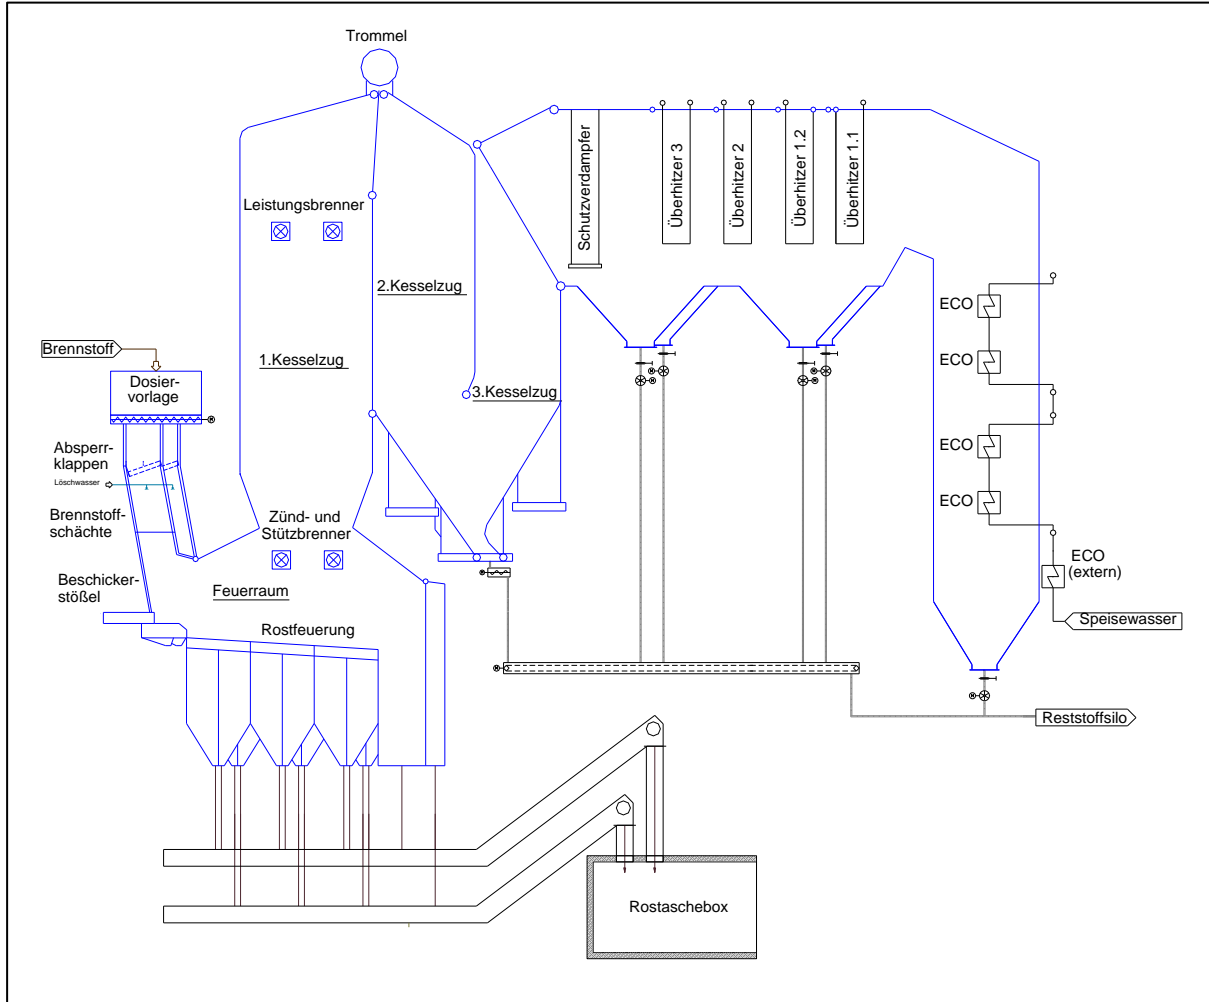 Trommel
Leistungsbrenner
Schutzverdampfer
Überhitzer 3
Überhitzer 2
Überhitzer 1.2
Überhitzer 1.1
2.Kesselzug
ECO
Brennstoff
1.Kesselzug
ECO
Dosier-
vorlage
3.Kesselzug
Absperr-
klappen
ECO
Löschwasser
Brennstoff-
schächte
Zünd- und
Stützbrenner
ECO
Beschicker-
stößel
Feuerraum
ECO
(extern)
Rostfeuerung
Speisewasser
Reststoffsilo
Rostaschebox